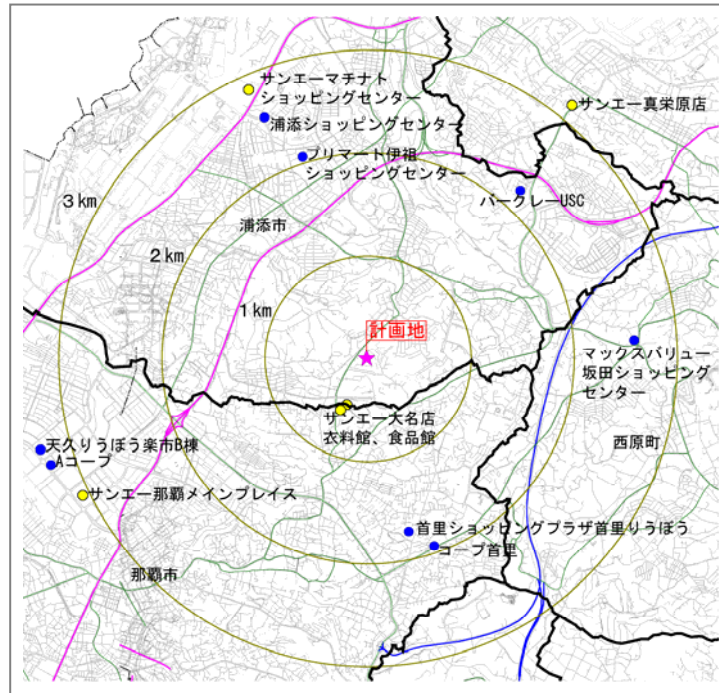 サンエーマチナト
ショッピングセンター
サンエー真栄原店
浦添ショッピングセンター
プリマート伊祖
ショッピングセンター
バークレーUSC
3km
浦添市
2km
1km
計画地
マックスバリュー
坂田ショッピング
センター
サンエー大名店
衣料館、食品館
西原町
天久りうぼう楽市B棟
Aコープ
サンエー那覇メインプレイス
首里ショッピングプラザ首里りうぼう
コープ首里
那覇市